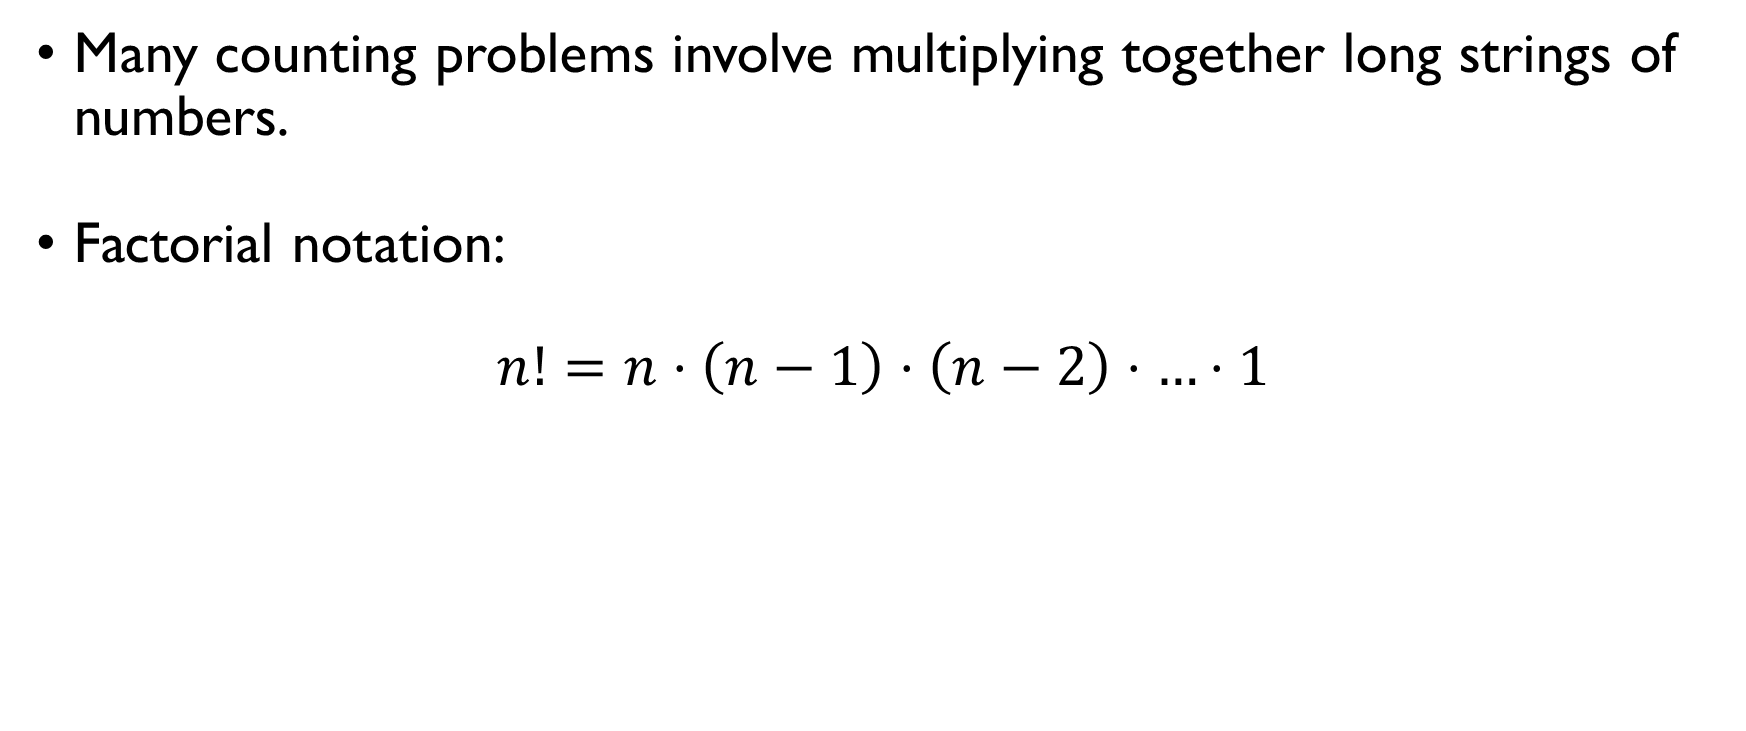 • Many counting problems involve multiplying together long strings of
numbers.
• Factorial notation:
n! = n · (n − 1) · (n − 2) · … · 1